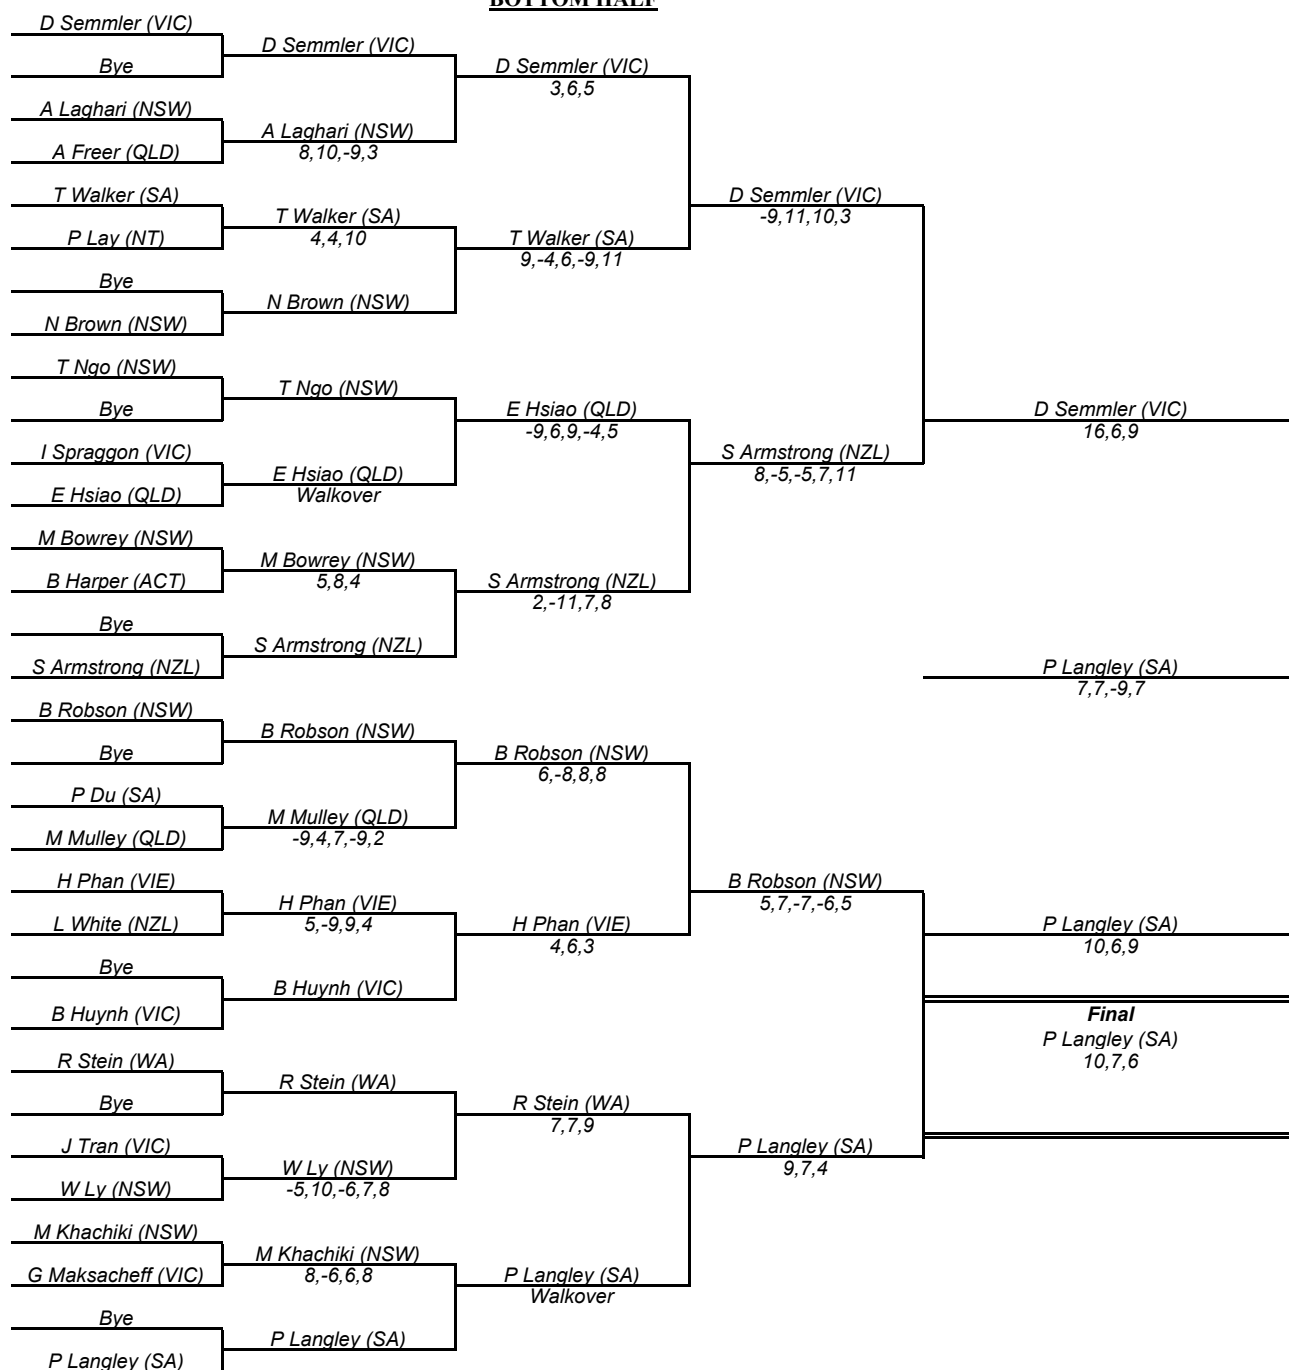 BOTTOM HALF
D Semmler (VIC)
Bye
A Laghari (NSW)
A Freer (QLD)
T Walker (SA)
P Lay (NT)
Bye
N Brown (NSW)
T Ngo (NSW)
Bye
I Spraggon (VIC)
E Hsiao (QLD)
M Bowrey (NSW)
B Harper (ACT)
Bye
S Armstrong (NZL)
B Robson (NSW)
Bye
P Du (SA)
M Mulley (QLD)
H Phan (VIE)
L White (NZL)
Bye
B Huynh (VIC)
R Stein (WA)
Bye
J Tran (VIC)
W Ly (NSW)
M Khachiki (NSW)
G Maksacheff (VIC)
Bye
P Langley (SA)
D Semmler (VIC)
A Laghari (NSW)
8,10,-9,3
T Walker (SA)
4,4,10
N Brown (NSW)
T Ngo (NSW)
E Hsiao (QLD)
Walkover
M Bowrey (NSW)
5,8,4
S Armstrong (NZL)
B Robson (NSW)
M Mulley (QLD)
-9,4,7,-9,2
H Phan (VIE)
5,-9,9,4
B Huynh (VIC)
R Stein (WA)
W Ly (NSW)
-5,10,-6,7,8
M Khachiki (NSW)
8,-6,6,8
P Langley (SA)
D Semmler (VIC)
3,6,5
T Walker (SA)
9,-4,6,-9,11
E Hsiao (QLD)
-9,6,9,-4,5
S Armstrong (NZL)
2,-11,7,8
B Robson (NSW)
6,-8,8,8
H Phan (VIE)
4,6,3
R Stein (WA)
7,7,9
P Langley (SA)
Walkover
D Semmler (VIC)
-9,11,10,3
S Armstrong (NZL)
8,-5,-5,7,11
B Robson (NSW)
5,7,-7,-6,5
P Langley (SA)
9,7,4
D Semmler (VIC)
16,6,9
P Langley (SA)
7,7,-9,7
P Langley (SA)
10,6,9
Final
P Langley (SA)
10,7,6